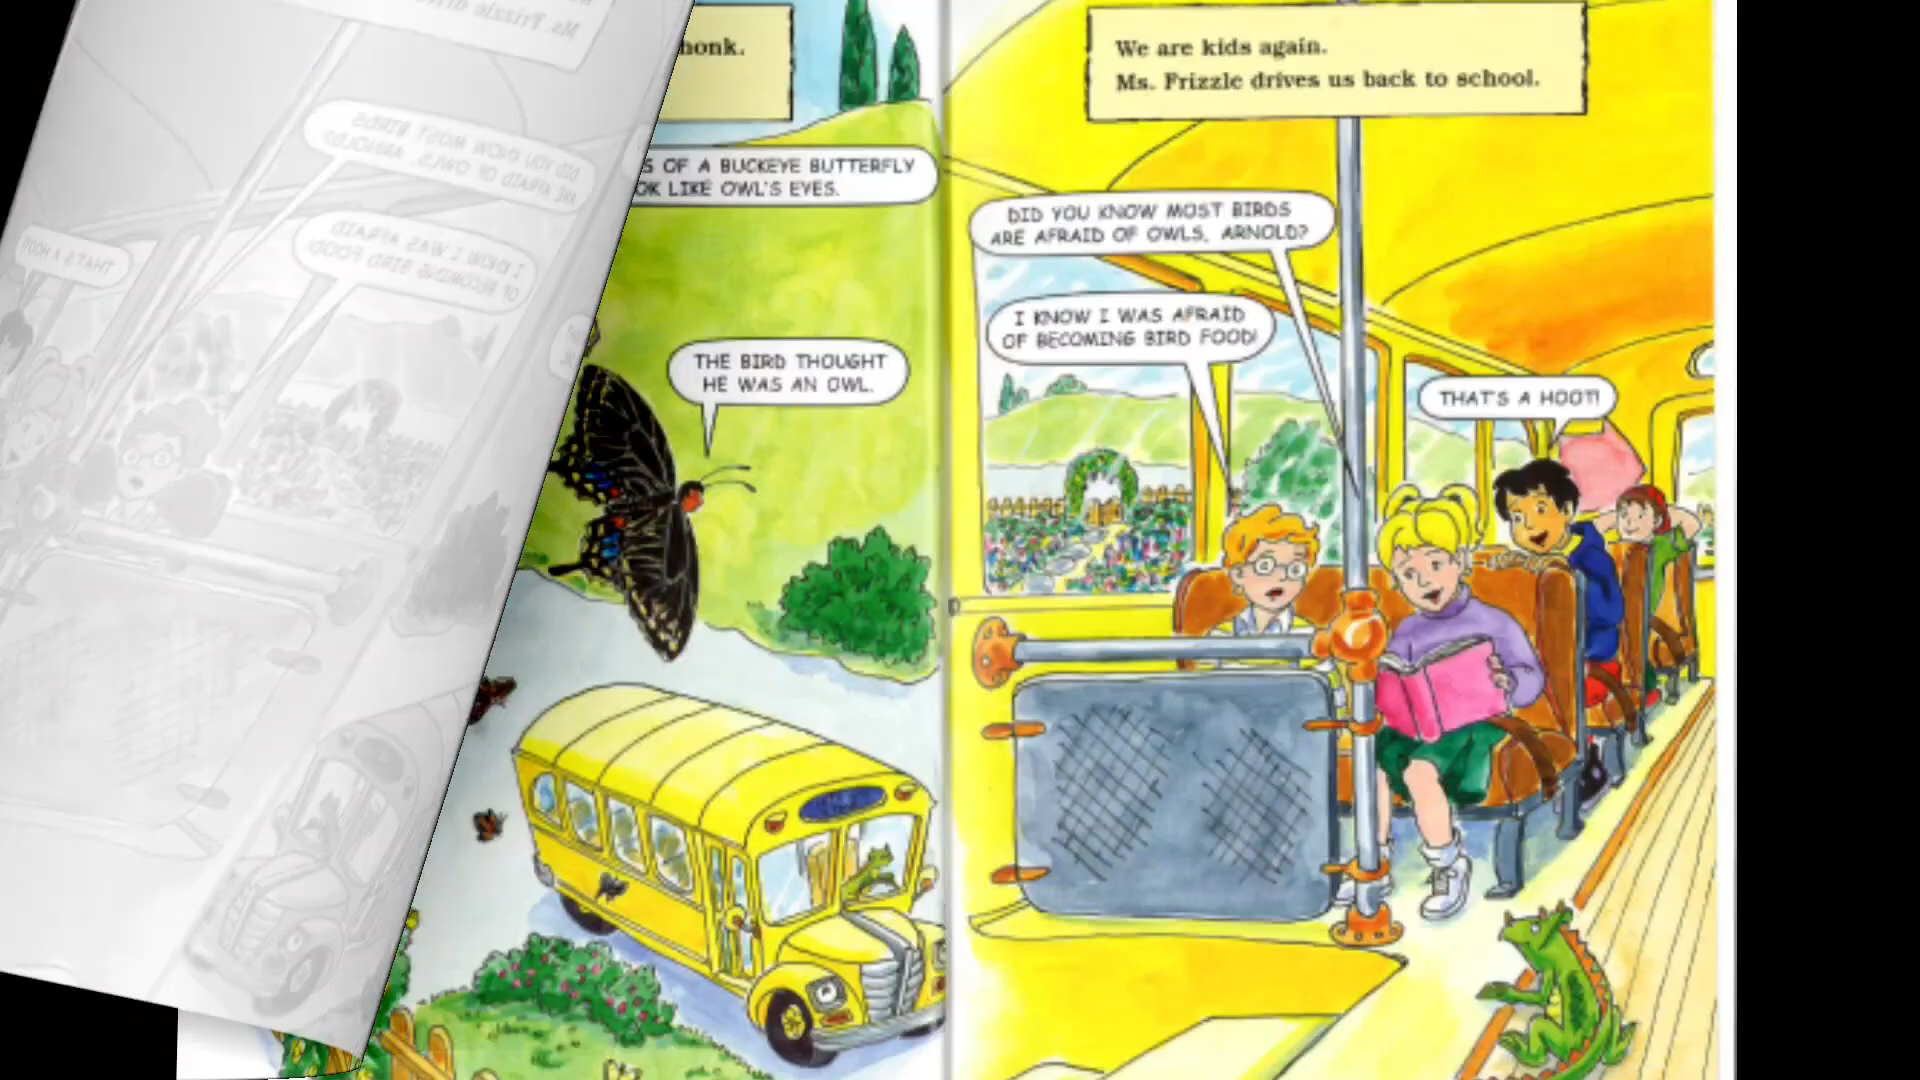 honk.
S OF A BUCKEYE BUTTERFLY
OK LIKE OWL'S EYES.
THE BIRD THOUGHT
HE WAS AN OWL.
We are kids again.
Ms. Frizzle drives us back to school.
DID YOU KNOW MOST BIRDS
ARE AFRAID OF OWLS, ARNOLD?
I KNOW I WAS AFRAID
OF BECOMING BIRD FOOD!
THAT'S A HOOT!